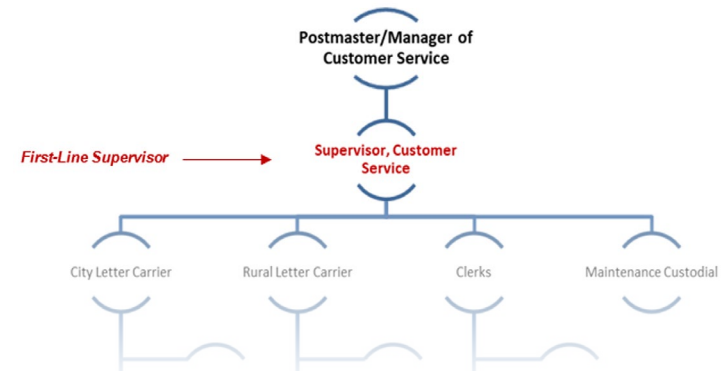 Postmaster/Manager of
Customer Service
First-Line Supervisor
Supervisor, Customer
Service
City Letter Carrier
Rural Letter Carrier
Clerks
Maintenance Custodial